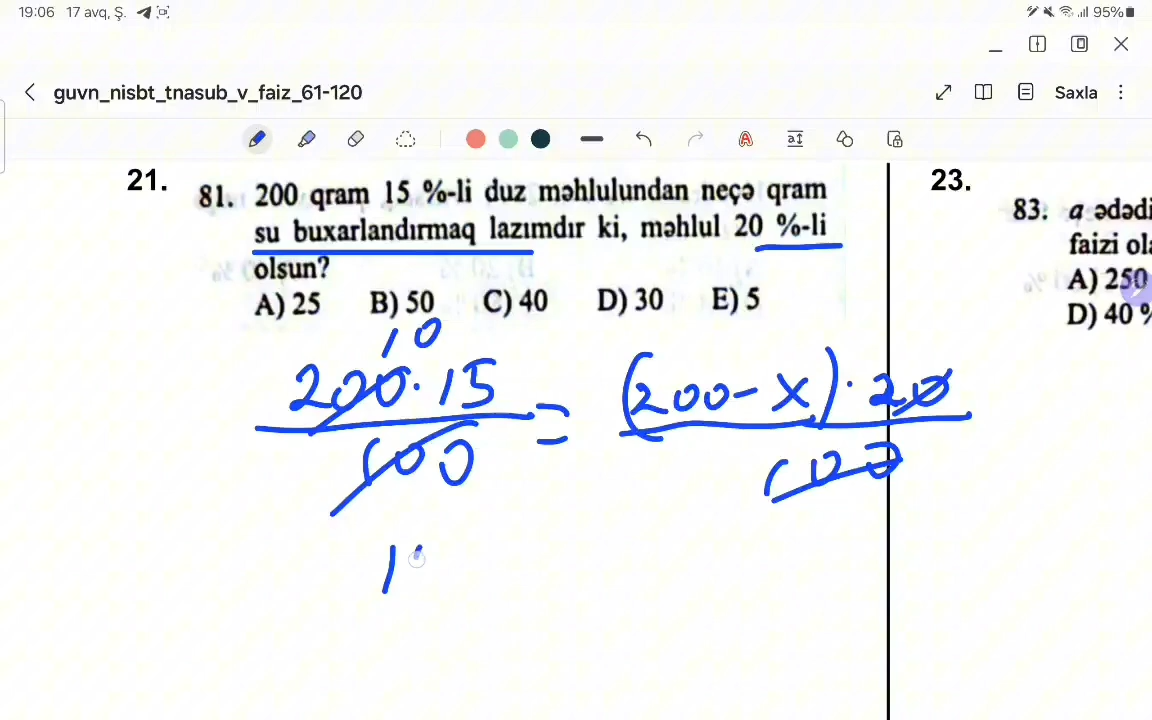 19:06 17 avq, Ş. 95%
guvn_nisbt_tnasub_v_faiz_61-120 Saxla
21.
81. 200 qram 15 %-li duz məhlulundan neçə qram
su buxarlandırmaq lazımdır ki, məhlul 20 %-li
olsun?
A) 25 B) 50 C) 40 D) 30 E) 5
10
200·15 = (200-x)·20
100 100
1
23.
83. a ədədi
faizi ola
A) 250
D) 40 %